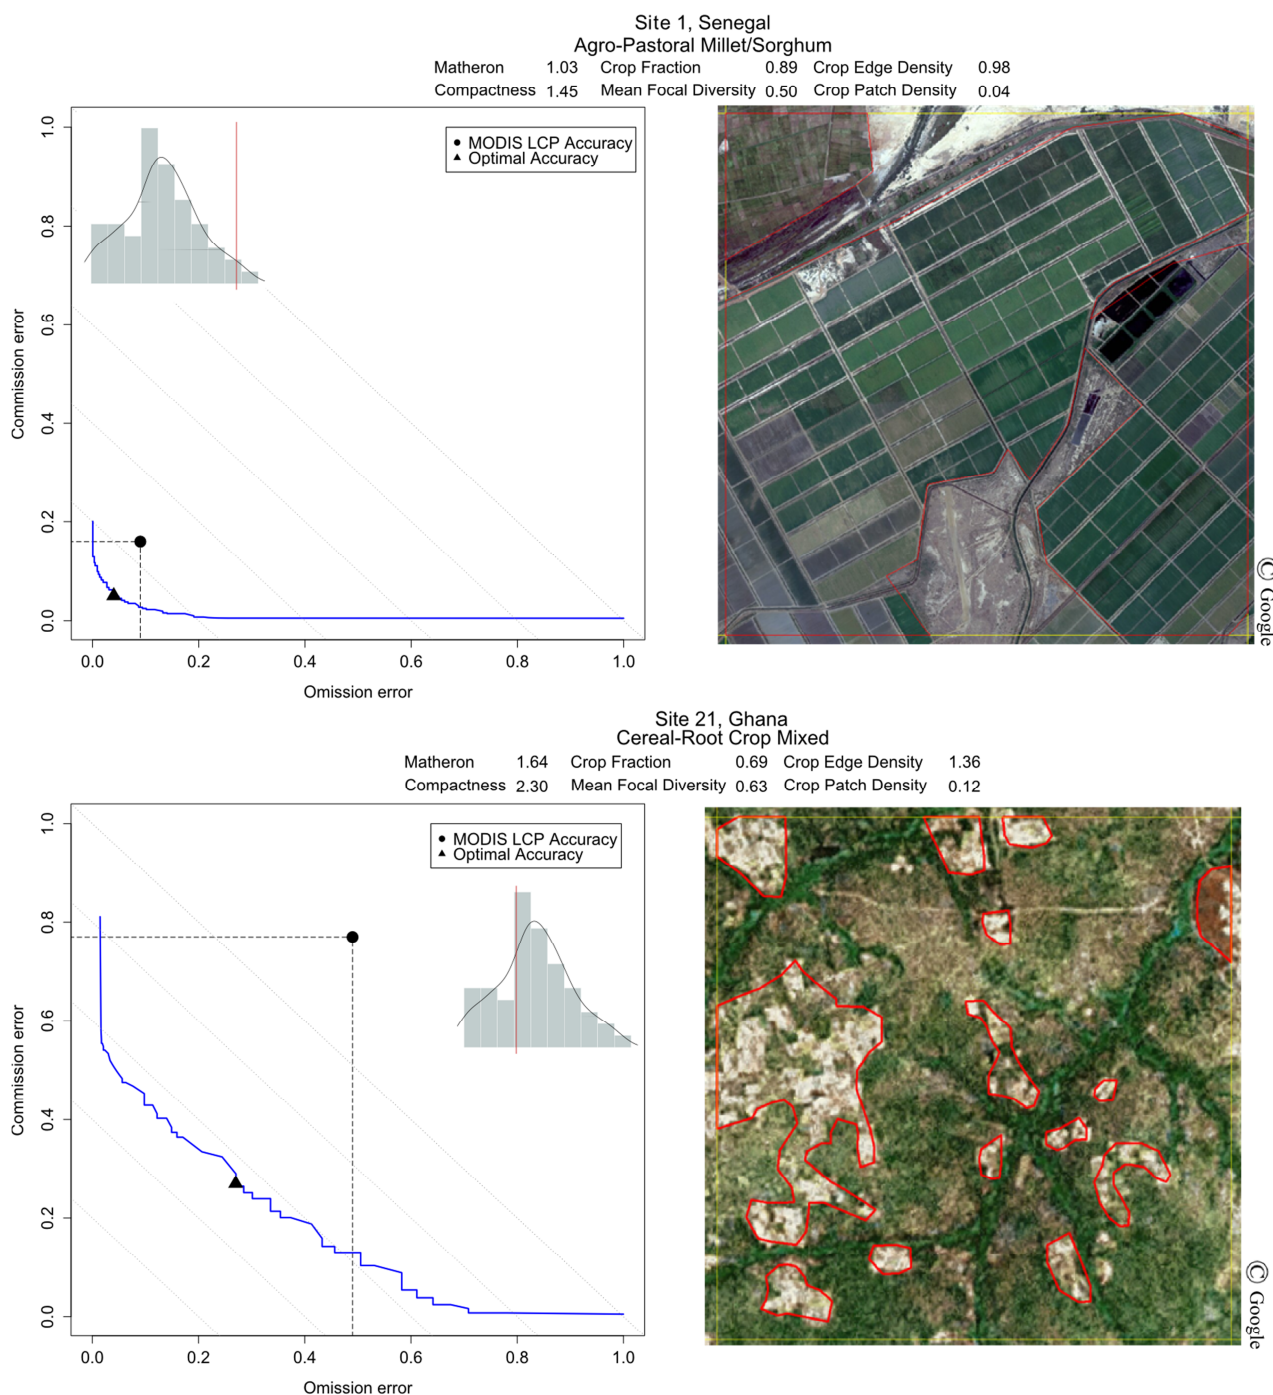 Site 1, Senegal
Agro-Pastoral Millet/Sorghum
Matheron 1.03 Crop Fraction 0.89 Crop Edge Density 0.98
Compactness 1.45 Mean Focal Diversity 0.50 Crop Patch Density 0.04
MODIS LCP Accuracy
Optimal Accuracy
Commission error
1.0
0.8
0.6
0.4
0.2
0.0
0.0 0.2 0.4 0.6 0.8 1.0
Omission error
© Google
Site 21, Ghana
Cereal-Root Crop Mixed
Matheron 1.64 Crop Fraction 0.69 Crop Edge Density 1.36
Compactness 2.30 Mean Focal Diversity 0.63 Crop Patch Density 0.12
MODIS LCP Accuracy
Optimal Accuracy
Commission error
1.0
0.8
0.6
0.4
0.2
0.0
0.0 0.2 0.4 0.6 0.8 1.0
Omission error
© Google